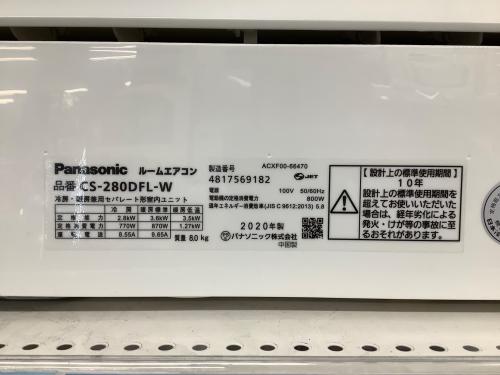 Panasonic ルームエアコン
品番 CS-280DFL-W
冷房・暖房兼用セパレート形室内ユニット
冷房 暖房標準 暖房低温
定格能力 2.8kW 3.6kW 3.5kW
定格消費電力 770W 870W 1.27kW
運転電流 8.55A 9.65A
質量 8.0kg
ACXF00-66470
製造番号
4817569182 JET
電源 100V 50/60Hz
電動機の定格消費電力 800W
通年エネルギー消費効率(JIS C 9612:2013) 5.8
2020年製
パナソニック株式会社
中国製
【設計上の標準使用期間】
10年
設計上の標準使用期間を
超えてお使いいただいた
場合は、経年劣化による
発火・けが等の事故に至
るおそれがあります。